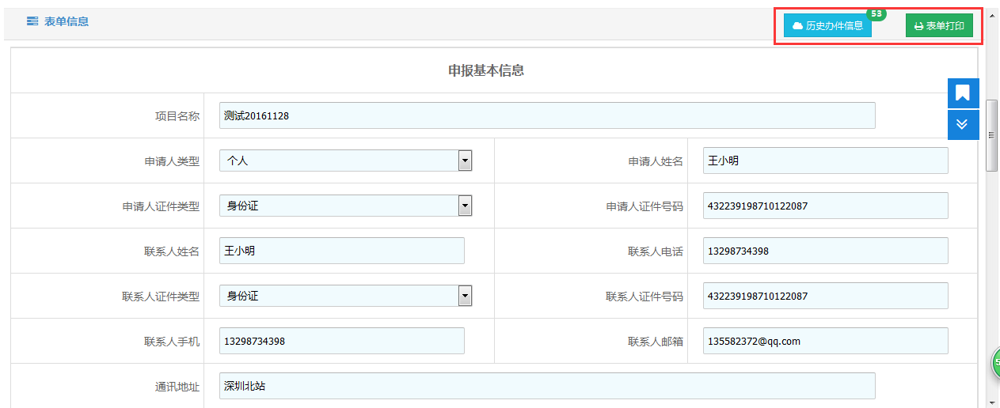 表单信息
53
历史办件信息
表单打印
申报基本信息
项目名称 测试20161128
申请人类型 个人 申请人姓名 王小明
申请人证件类型 身份证 申请人证件号码 432239198710122087
联系人姓名 王小明 联系人电话 13298734398
联系人证件类型 身份证 联系人证件号码 432239198710122087
联系人手机 13298734398 联系人邮箱 135582372@qq.com
通讯地址 深圳北站